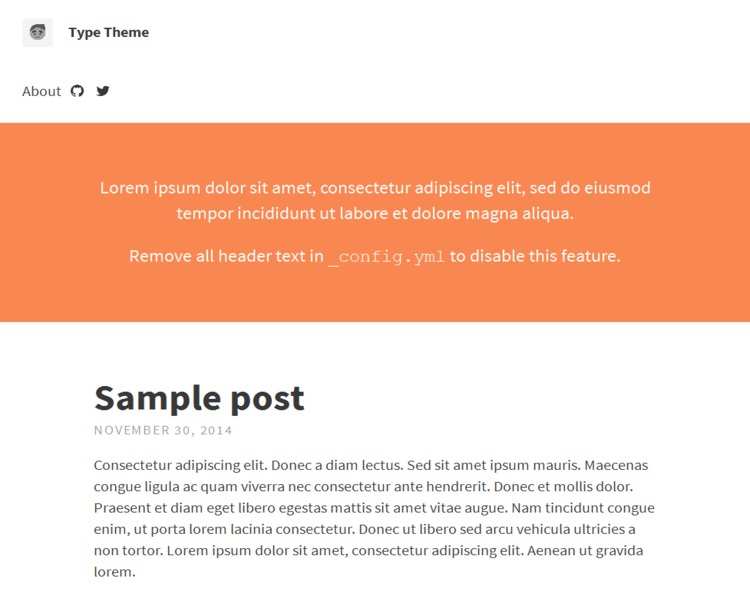 Type Theme
About
Lorem ipsum dolor sit amet, consectetur adipiscing elit, sed do eiusmod
tempor incididunt ut labore et dolore magna aliqua.
Remove all header text in _config.yml to disable this feature.
Sample post
NOVEMBER 30, 2014
Consectetur adipiscing elit. Donec a diam lectus. Sed sit amet ipsum mauris. Maecenas
congue ligula ac quam viverra nec consectetur ante hendrerit. Donec et mollis dolor.
Praesent et diam eget libero egestas mattis sit amet vitae augue. Nam tincidunt congue
enim, ut porta lorem lacinia consectetur. Donec ut libero sed arcu vehicula ultricies a
non tortor. Lorem ipsum dolor sit amet, consectetur adipiscing elit. Aenean ut gravida
lorem.